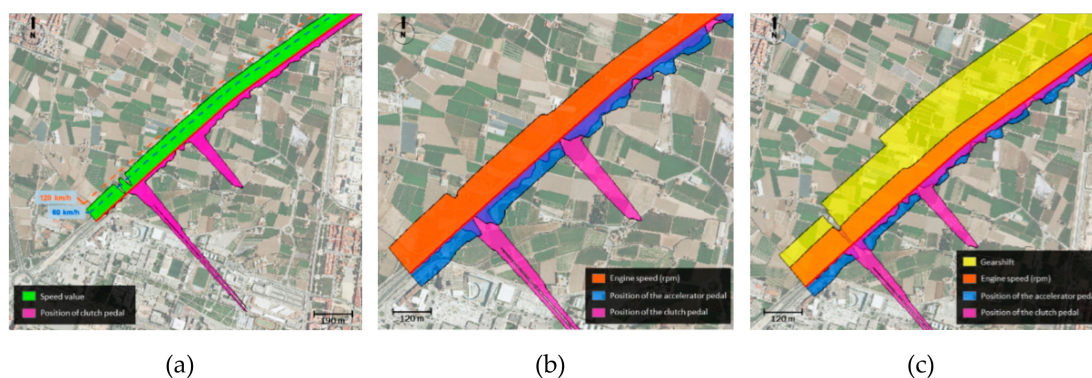 N
N
N
120 km/h
60 km/h
Speed value
Position of clutch pedal
190 m
Engine speed (rpm)
Position of the accelerator pedal
Position of the clutch pedal
120 m
Gearshift
Engine speed (rpm)
Position of the accelerator pedal
Position of the clutch pedal
120 m
(a)
(b)
(c)